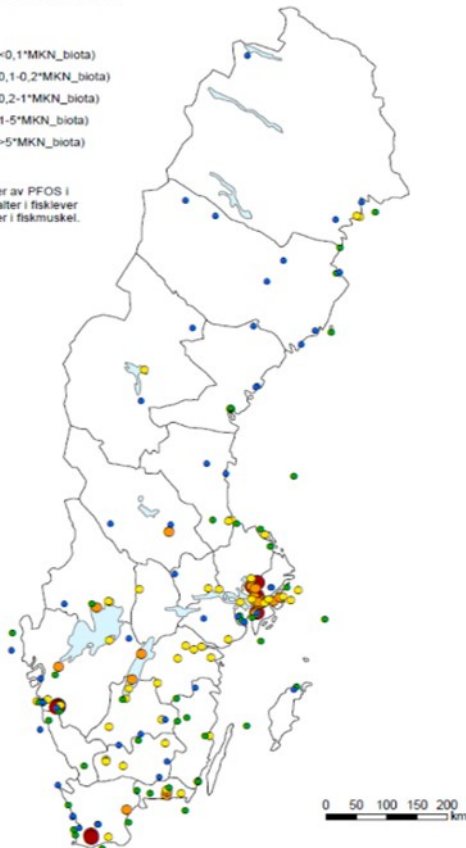 <0,1*MKN_biota)
0,1-0,2*MKN_biota)
0,2-1*MKN_biota)
1-5*MKN_biota)
>5*MKN_biota)
er av PFOS i
alter i fisklever
er i fiskmuskel.
0 50 100 150 200
km